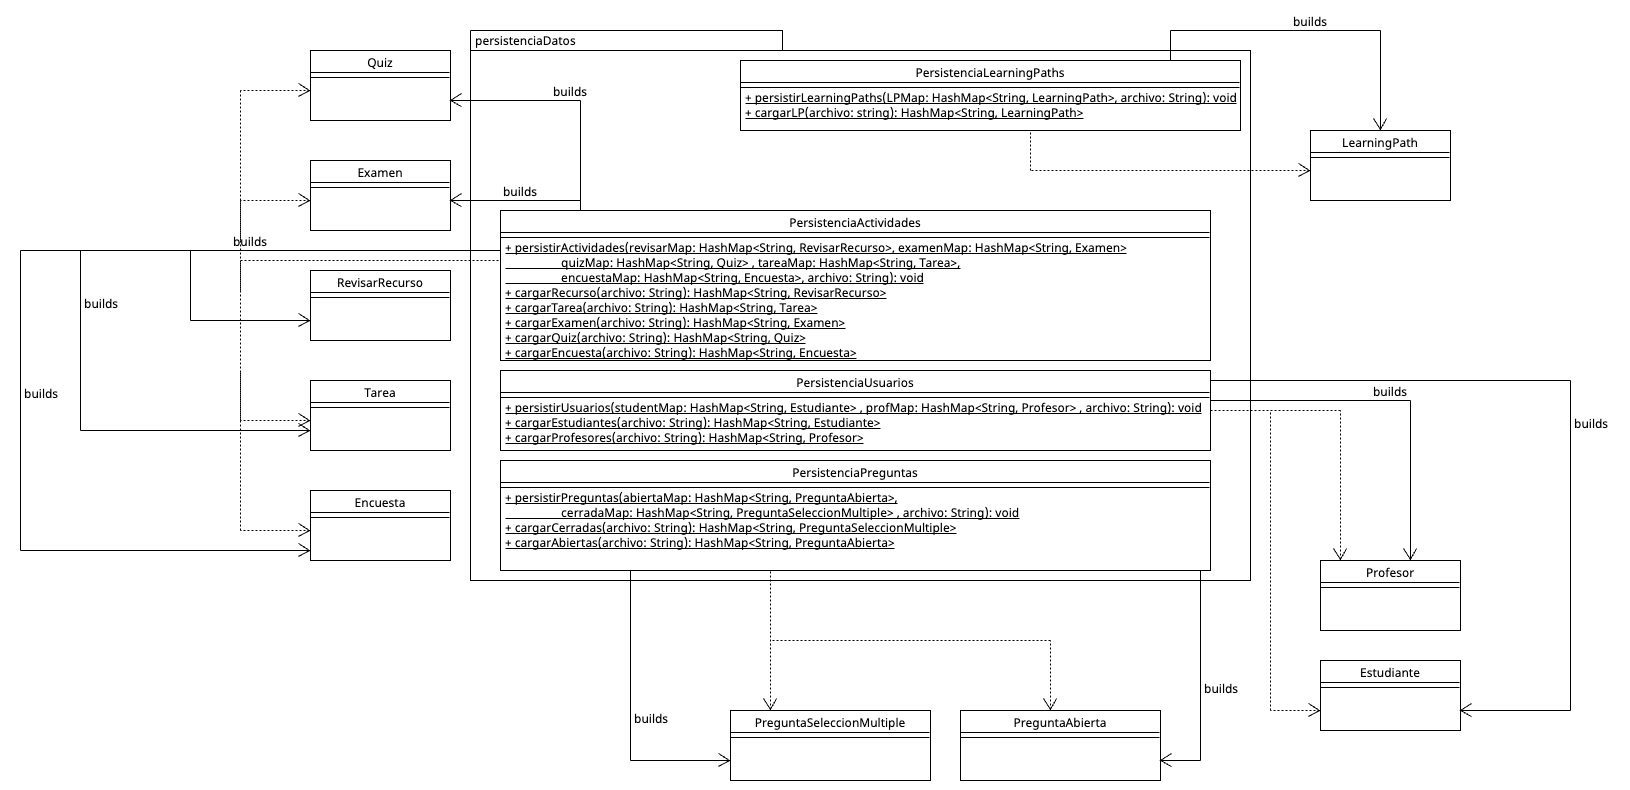 builds
persistenciaDatos
Quiz
PersistenciaLearningPaths
+ persistirLearningPaths(LPMap: HashMap<String, LearningPath>, archivo: String): void
+ cargarLP(archivo: string): HashMap<String, LearningPath>
builds
LearningPath
Examen
builds
PersistenciaActividades
+ persistirActividades(revisarMap: HashMap<String, RevisarRecurso>, examenMap: HashMap<String, Examen>
quizMap: HashMap<String, Quiz> , tareaMap: HashMap<String, Tarea>,
encuestaMap: HashMap<String, Encuesta>, archivo: String): void
+ cargarRecurso(archivo: String): HashMap<String, RevisarRecurso>
+ cargarTarea(archivo: String): HashMap<String, Tarea>
+ cargarExamen(archivo: String): HashMap<String, Examen>
+ cargarQuiz(archivo: String): HashMap<String, Quiz>
+ cargarEncuesta(archivo: String): HashMap<String, Encuesta>
builds
RevisarRecurso
builds
Tarea
builds
PersistenciaUsuarios
+ persistirUsuarios(studentMap: HashMap<String, Estudiante> , profMap: HashMap<String, Profesor> , archivo: String): void
+ cargarEstudiantes(archivo: String): HashMap<String, Estudiante>
+ cargarProfesores(archivo: String): HashMap<String, Profesor>
builds
builds
PersistenciaPreguntas
+ persistirPreguntas(abiertaMap: HashMap<String, PreguntaAbierta>,
cerradaMap: HashMap<String, PreguntaSeleccionMultiple> , archivo: String): void
+ cargarCerradas(archivo: String): HashMap<String, PreguntaSeleccionMultiple>
+ cargarAbiertas(archivo: String): HashMap<String, PreguntaAbierta>
Encuesta
Profesor
Estudiante
builds
builds
PreguntaSeleccionMultiple
PreguntaAbierta